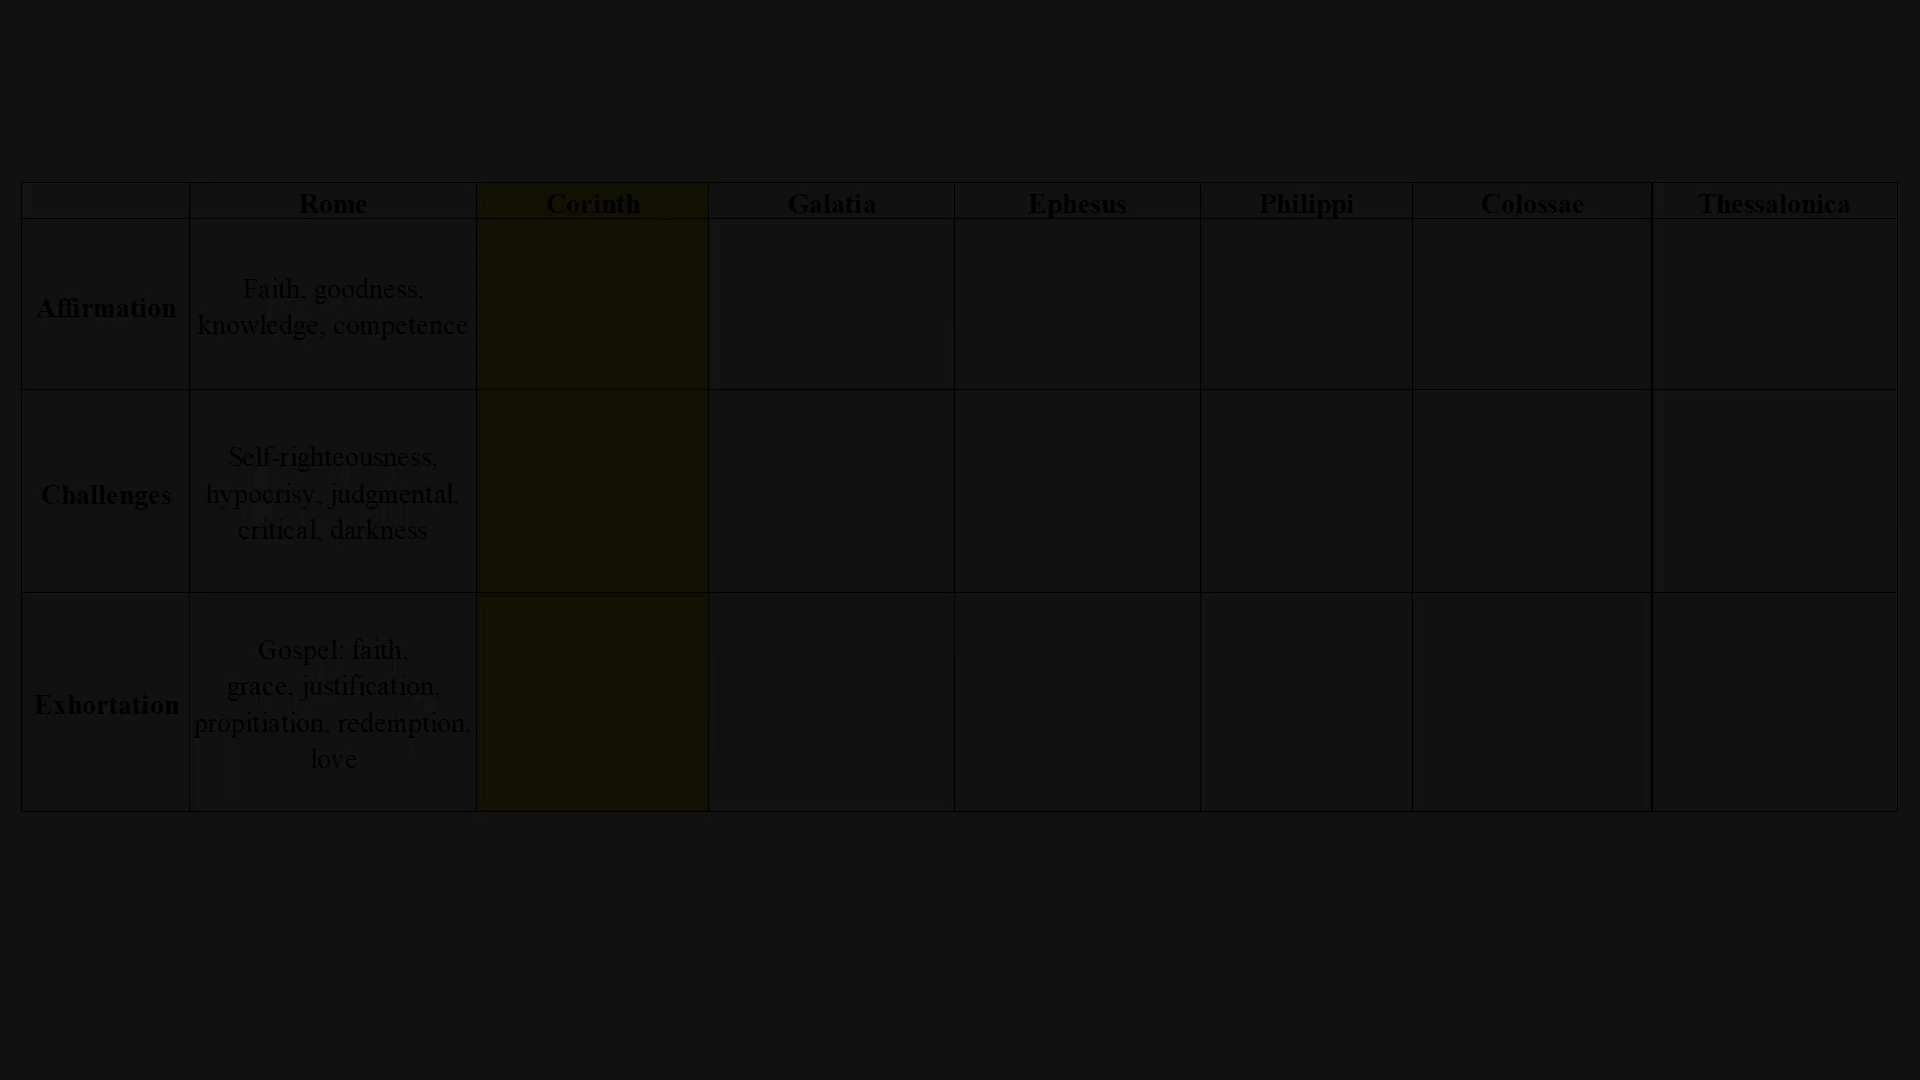 Rome Corinth Galatia Ephesus Philippi Colossae Thessalonica
Affirmation
Faith, goodness,
knowledge, competence
Challenges
Self-righteousness,
hypocrisy, judgmental,
critical, darkness
Exhortation
Gospel: faith,
grace, justification,
propitiation, redemption,
love